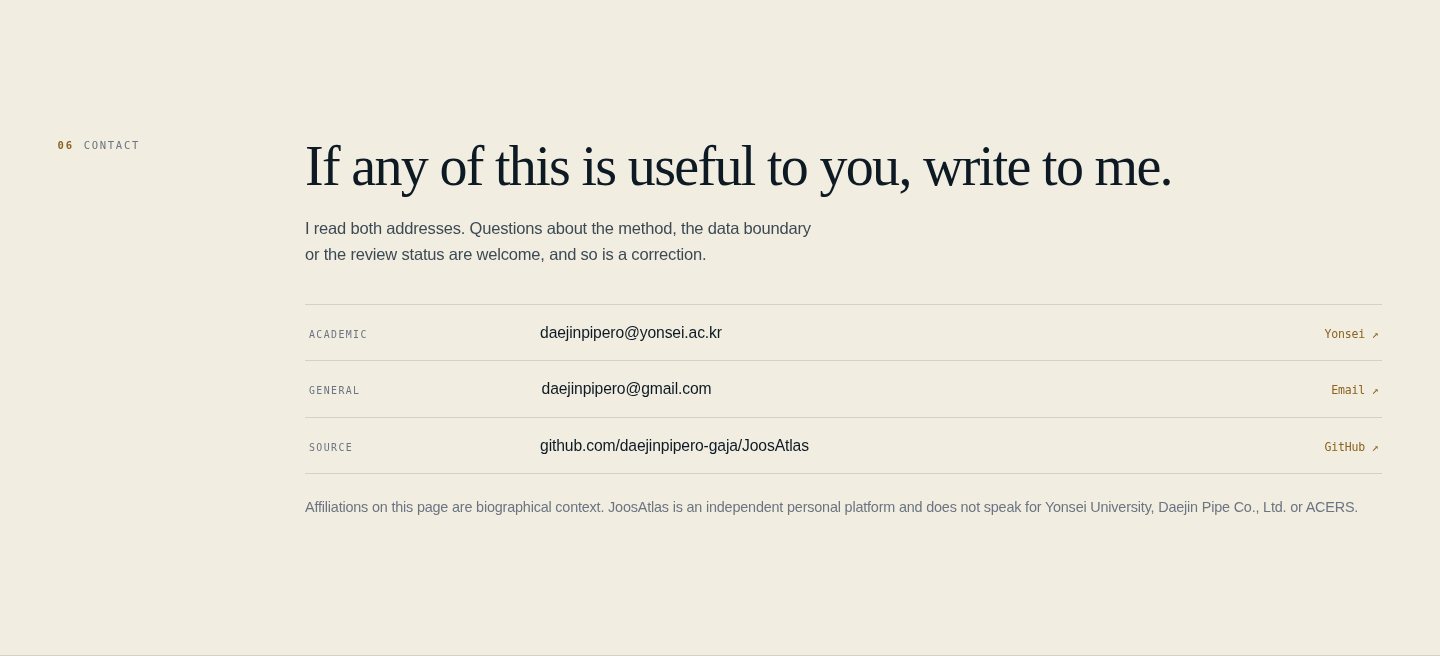 06 CONTACT
If any of this is useful to you, write to me.
I read both addresses. Questions about the method, the data boundary
or the review status are welcome, and so is a correction.
ACADEMIC daejinpipero@yonsei.ac.kr Yonsei ↗
GENERAL daejinpipero@gmail.com Email ↗
SOURCE github.com/daejinpipero-gaja/JoosAtlas GitHub ↗
Affiliations on this page are biographical context. JoosAtlas is an independent personal platform and does not speak for Yonsei University, Daejin Pipe Co., Ltd. or ACERS.